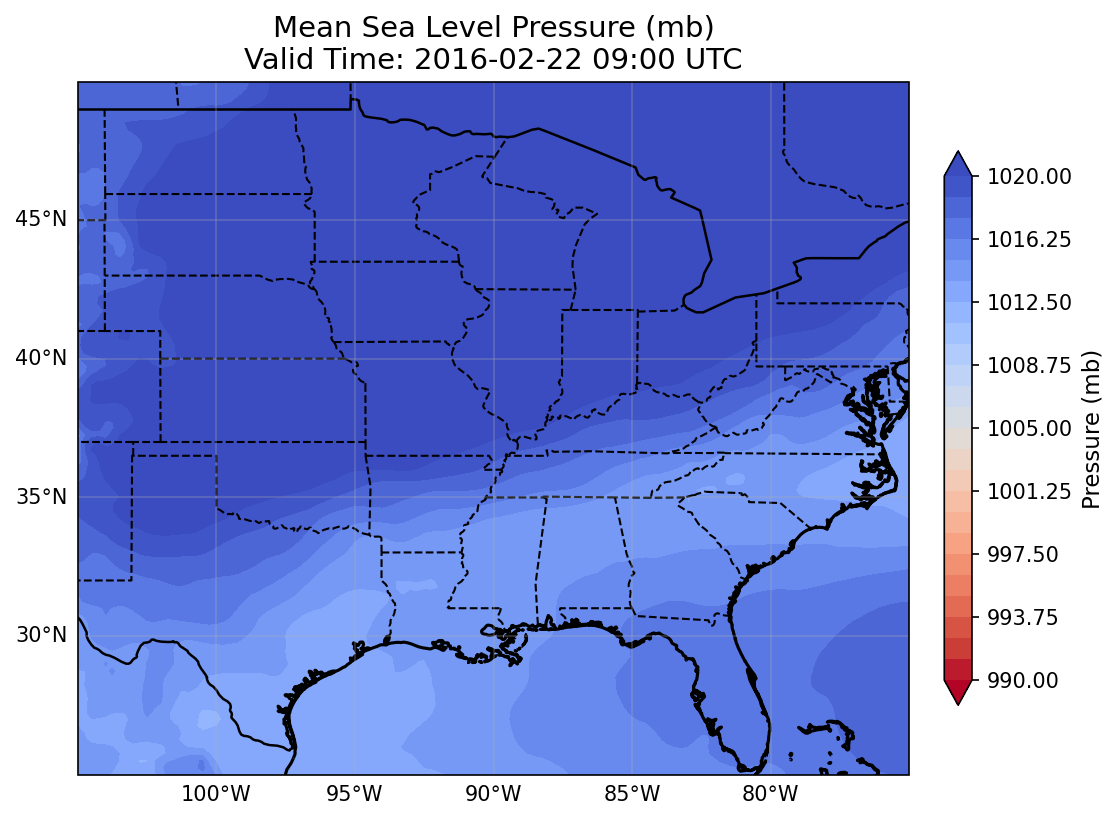 Mean Sea Level Pressure (mb)
Valid Time: 2016-02-22 09:00 UTC
45°N
40°N
35°N
30°N
100°W
95°W
90°W
85°W
80°W
1020.00
1016.25
1012.50
1008.75
1005.00
1001.25
997.50
993.75
990.00
Pressure (mb)